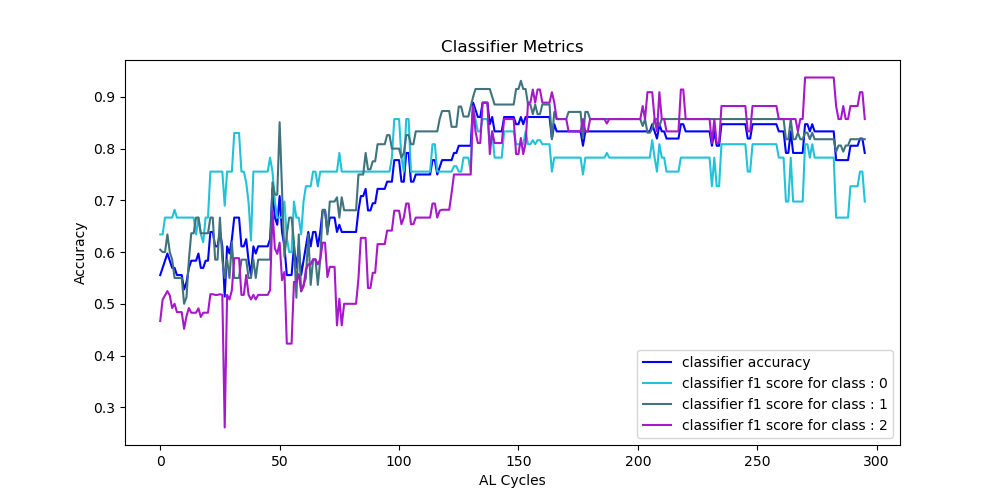 Classifier Metrics
Accuracy
0.9
0.8
0.7
0.6
0.5
0.4
0.3
classifier accuracy
classifier f1 score for class : 0
classifier f1 score for class : 1
classifier f1 score for class : 2
0 50 100 150 200 250 300
AL Cycles